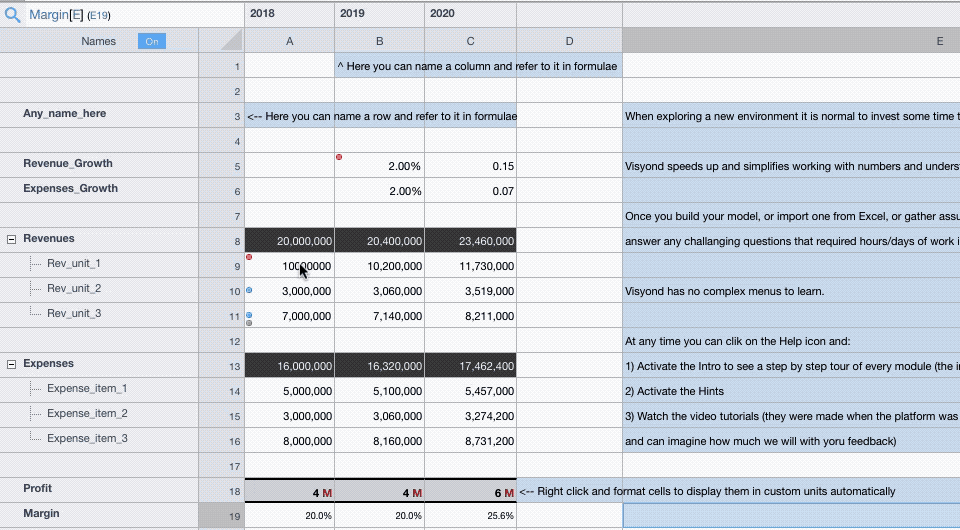 Margin[E] (E19) 2018 2019 2020
Names On A B C D E
1 ^ Here you can name a column and refer to it in formulae
2
Any_name_here 3 <-- Here you can name a row and refer to it in formulae When exploring a new environment it is normal to invest some time t
4
Revenue_Growth 5 2.00% 0.15 Visyond speeds up and simplifies working with numbers and unders
Expenses_Growth 6 2.00% 0.07
7 Once you build your model, or import one from Excel, or gather assu
Revenues 8 20,000,000 20,400,000 23,460,000 answer any challanging questions that required hours/days of work i
Rev_unit_1 9 10000000 10,200,000 11,730,000
Rev_unit_2 10 3,000,000 3,060,000 3,519,000 Visyond has no complex menus to learn.
Rev_unit_3 11 7,000,000 7,140,000 8,211,000
12 At any time you can clik on the Help icon and:
Expenses 13 16,000,000 16,320,000 17,462,400 1) Activate the Intro to see a step by step tour of every module (the i
Expense_item_1 14 5,000,000 5,100,000 5,457,000 2) Activate the Hints
Expense_item_2 15 3,000,000 3,060,000 3,274,200 3) Watch the video tutorials (they were made when the platform was
Expense_item_3 16 8,000,000 8,160,000 8,731,200 and can imagine how much we will with yoru feedback)
17
Profit 18 4 M 4 M 6 M <-- Right click and format cells to display them in custom units automatically
Margin 19 20.0% 20.0% 25.6%